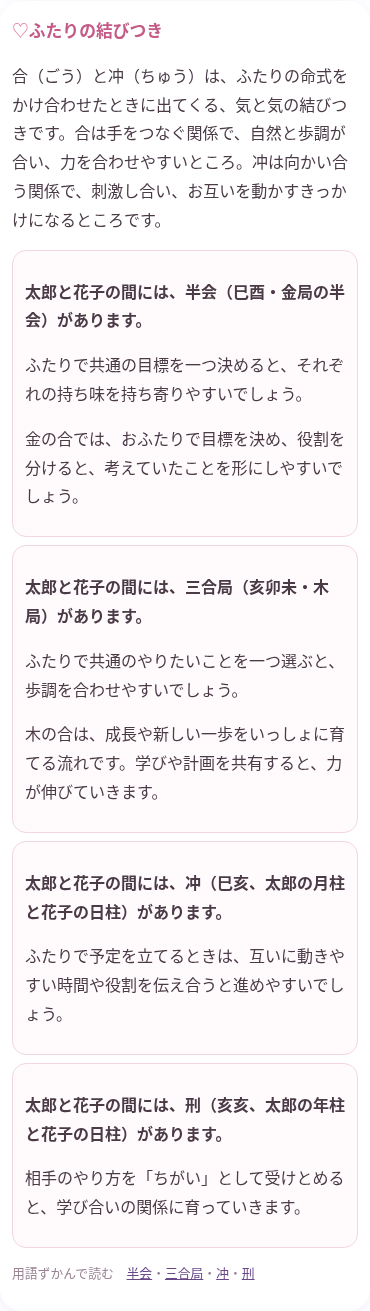 ♡ふたりの結びつき
合（ごう）と冲（ちゅう）は、ふたりの命式を
かけ合わせたときに出てくる、気と気の結びつ
きです。合は手をつなぐ関係で、自然と歩調が
合い、力を合わせやすいところ。冲は向かい合
う関係で、刺激し合い、お互いを動かすきっか
けになるところです。
太郎と花子の間には、半会（巳酉・金局の半
会）があります。
ふたりで共通の目標を一つ決めると、それぞ
れの持ち味を持ち寄りやすいでしょう。
金の合では、おふたりで目標を決め、役割を
分けると、考えていたことを形にしやすいで
しょう。
太郎と花子の間には、三合局（亥卯未・木
局）があります。
ふたりで共通のやりたいことを一つ選ぶと、
歩調を合わせやすいでしょう。
木の合は、成長や新しい一歩をいっしょに育
てる流れです。学びや計画を共有すると、力
が伸びていきます。
太郎と花子の間には、冲（巳亥、太郎の月柱
と花子の日柱）があります。
ふたりで予定を立てるときは、互いに動きや
すい時間や役割を伝え合うと進めやすいでし
ょう。
太郎と花子の間には、刑（亥亥、太郎の年柱
と花子の日柱）があります。
相手のやり方を「ちがい」として受けとめる
と、学び合いの関係に育っていきます。
用語ずかんで読む 半会・三合局・冲・刑